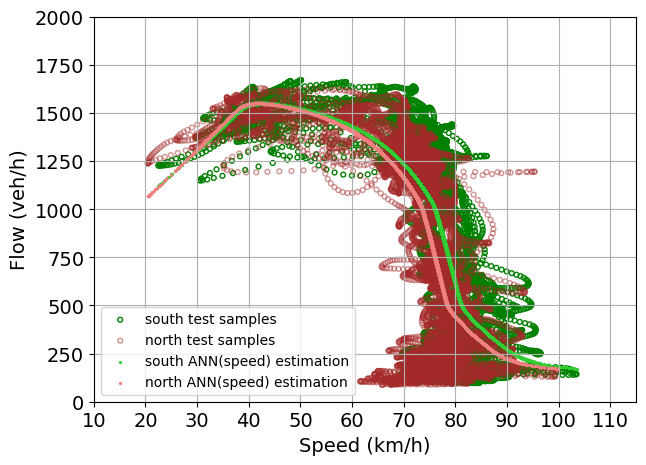 2000
1750
1500
1250
1000
750
500
250
0
Flow (veh/h)
south test samples
north test samples
south ANN(speed) estimation
north ANN(speed) estimation
10 20 30 40 50 60 70 80 90 100 110
Speed (km/h)